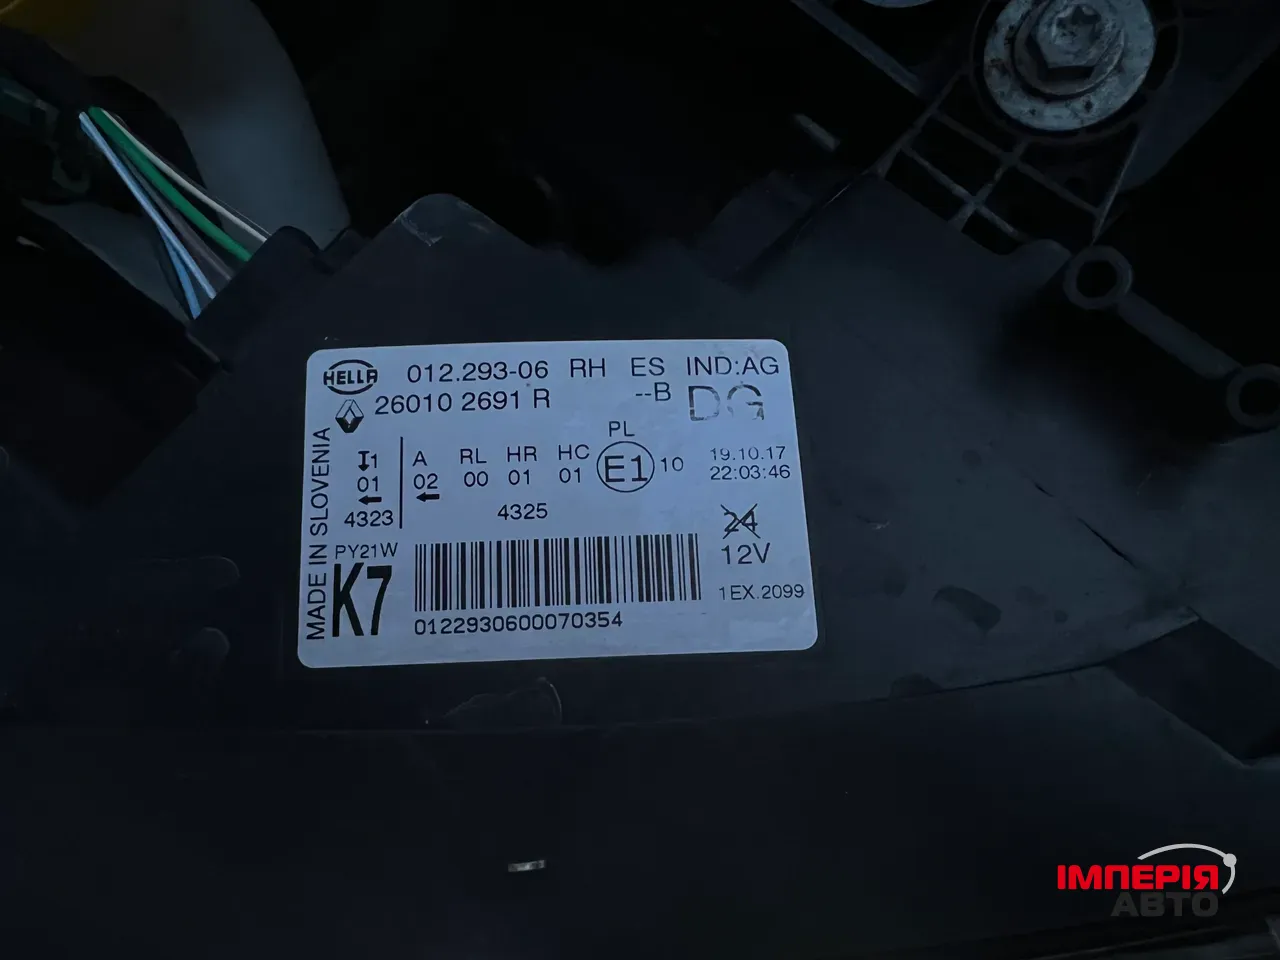 HELLA 012.293-06 RH ES IND:AG
26010 2691 R --B DG
MADE IN SLOVENIA
PL
1 A RL HR HC E1 10 19.10.17
01 02 00 01 01 22:03:46
4323 4325
24
PY21W 12V
K7 1EX.2099
0122930600070354
ІМПЕРІЯ
АВТО